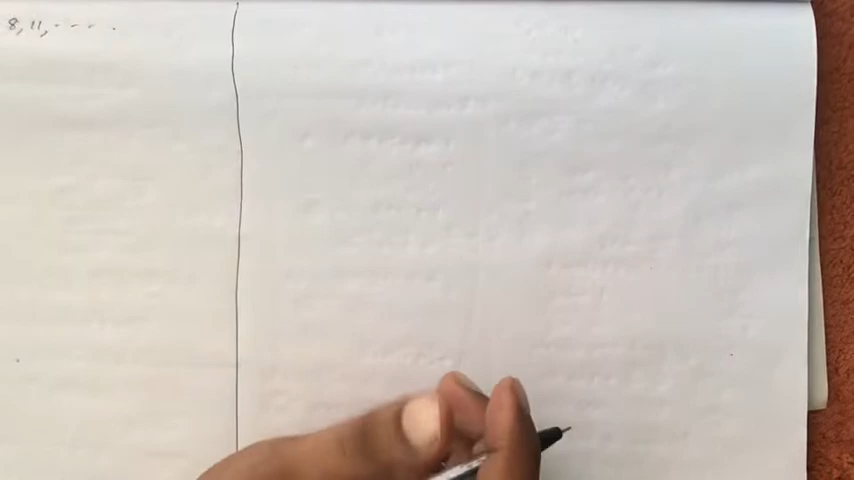 8, 11, - - - - .